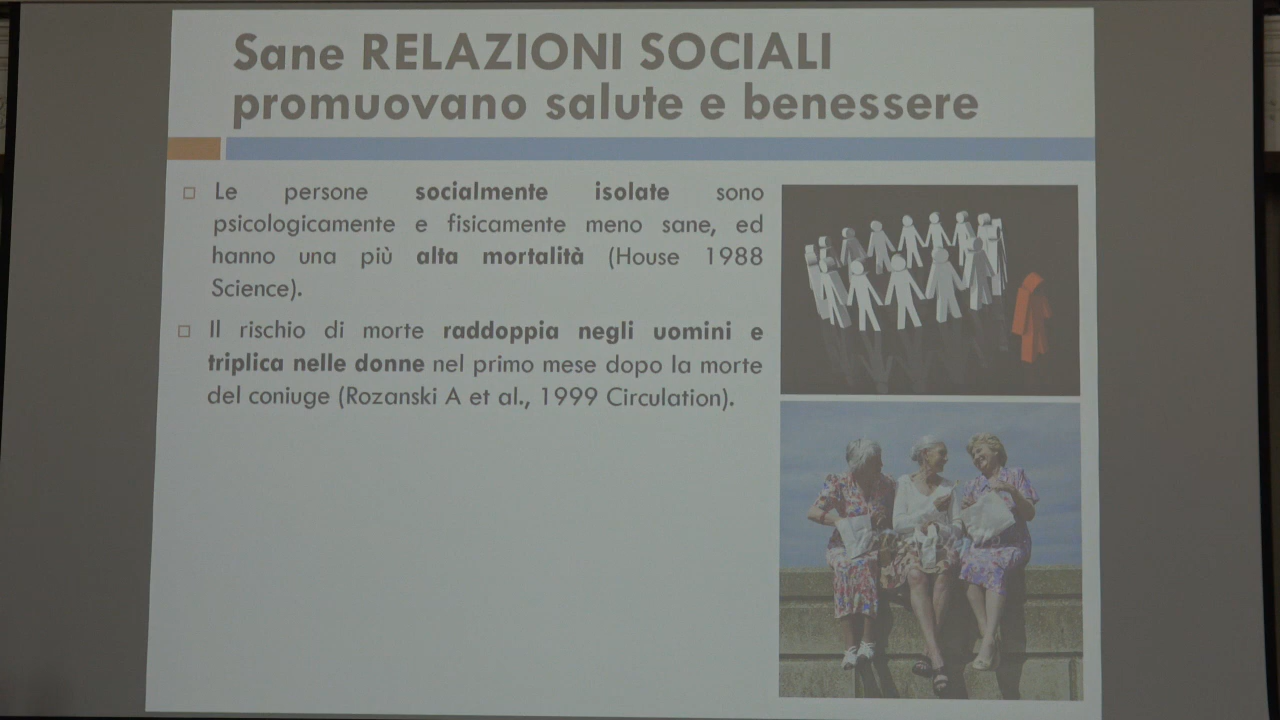 Sane RELAZIONI SOCIALI
promuovano salute e benessere
Le persone socialmente isolate sono
psicologicamente e fisicamente meno sane, ed
hanno una più alta mortalità (House 1988
Science).
Il rischio di morte raddoppia negli uomini e
triplica nelle donne nel primo mese dopo la morte
del coniuge (Rozanski A et al., 1999 Circulation).